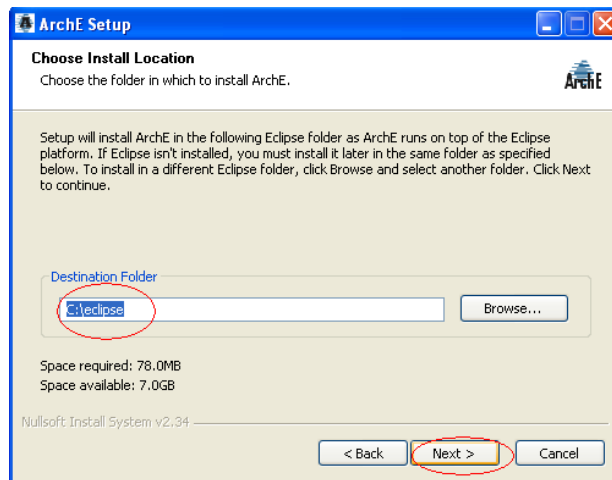 ArchE Setup
Choose Install Location
Choose the folder in which to install ArchE.
ArchE
Setup will install ArchE in the following Eclipse folder as ArchE runs on top of the Eclipse
platform. If Eclipse isn't installed, you must install it later in the same folder as specified
below. To install in a different Eclipse folder, click Browse and select another folder. Click Next
to continue.
Destination Folder
C:\eclipse
Browse...
Space required: 78.0MB
Space available: 7.0GB
Nullsoft Install System v2.34
< Back
Next >
Cancel